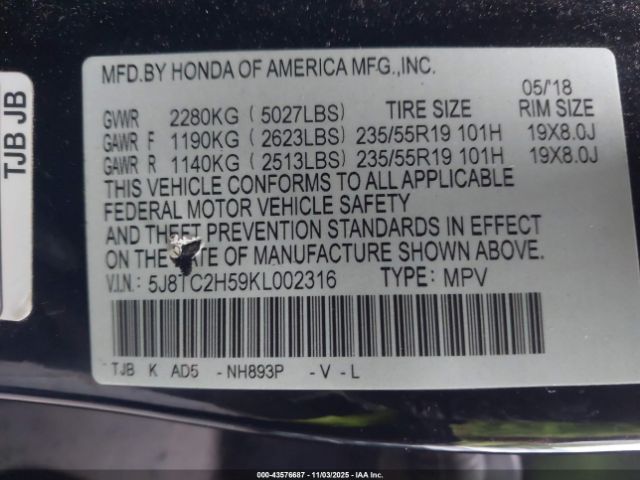 TJB JB
MFD.BY HONDA OF AMERICA MFG.,INC.
05/'18
GVWR 2280KG (5027LBS) TIRE SIZE RIM SIZE
GAWR F 1190KG (2623LBS) 235/55R19 101H 19X8.0J
GAWR R 1140KG (2513LBS) 235/55R19 101H 19X8.0J
THIS VEHICLE CONFORMS TO ALL APPLICABLE
FEDERAL MOTOR VEHICLE SAFETY
AND THEFT PREVENTION STANDARDS IN EFFECT
ON THE DATE OF MANUFACTURE SHOWN ABOVE.
V.I.N.: 5J8TC2H59KL002316 TYPE: MPV
TJB K AD5 - NH893P - V - L
00-43576687 - 11/03/2025 - IAA Inc.